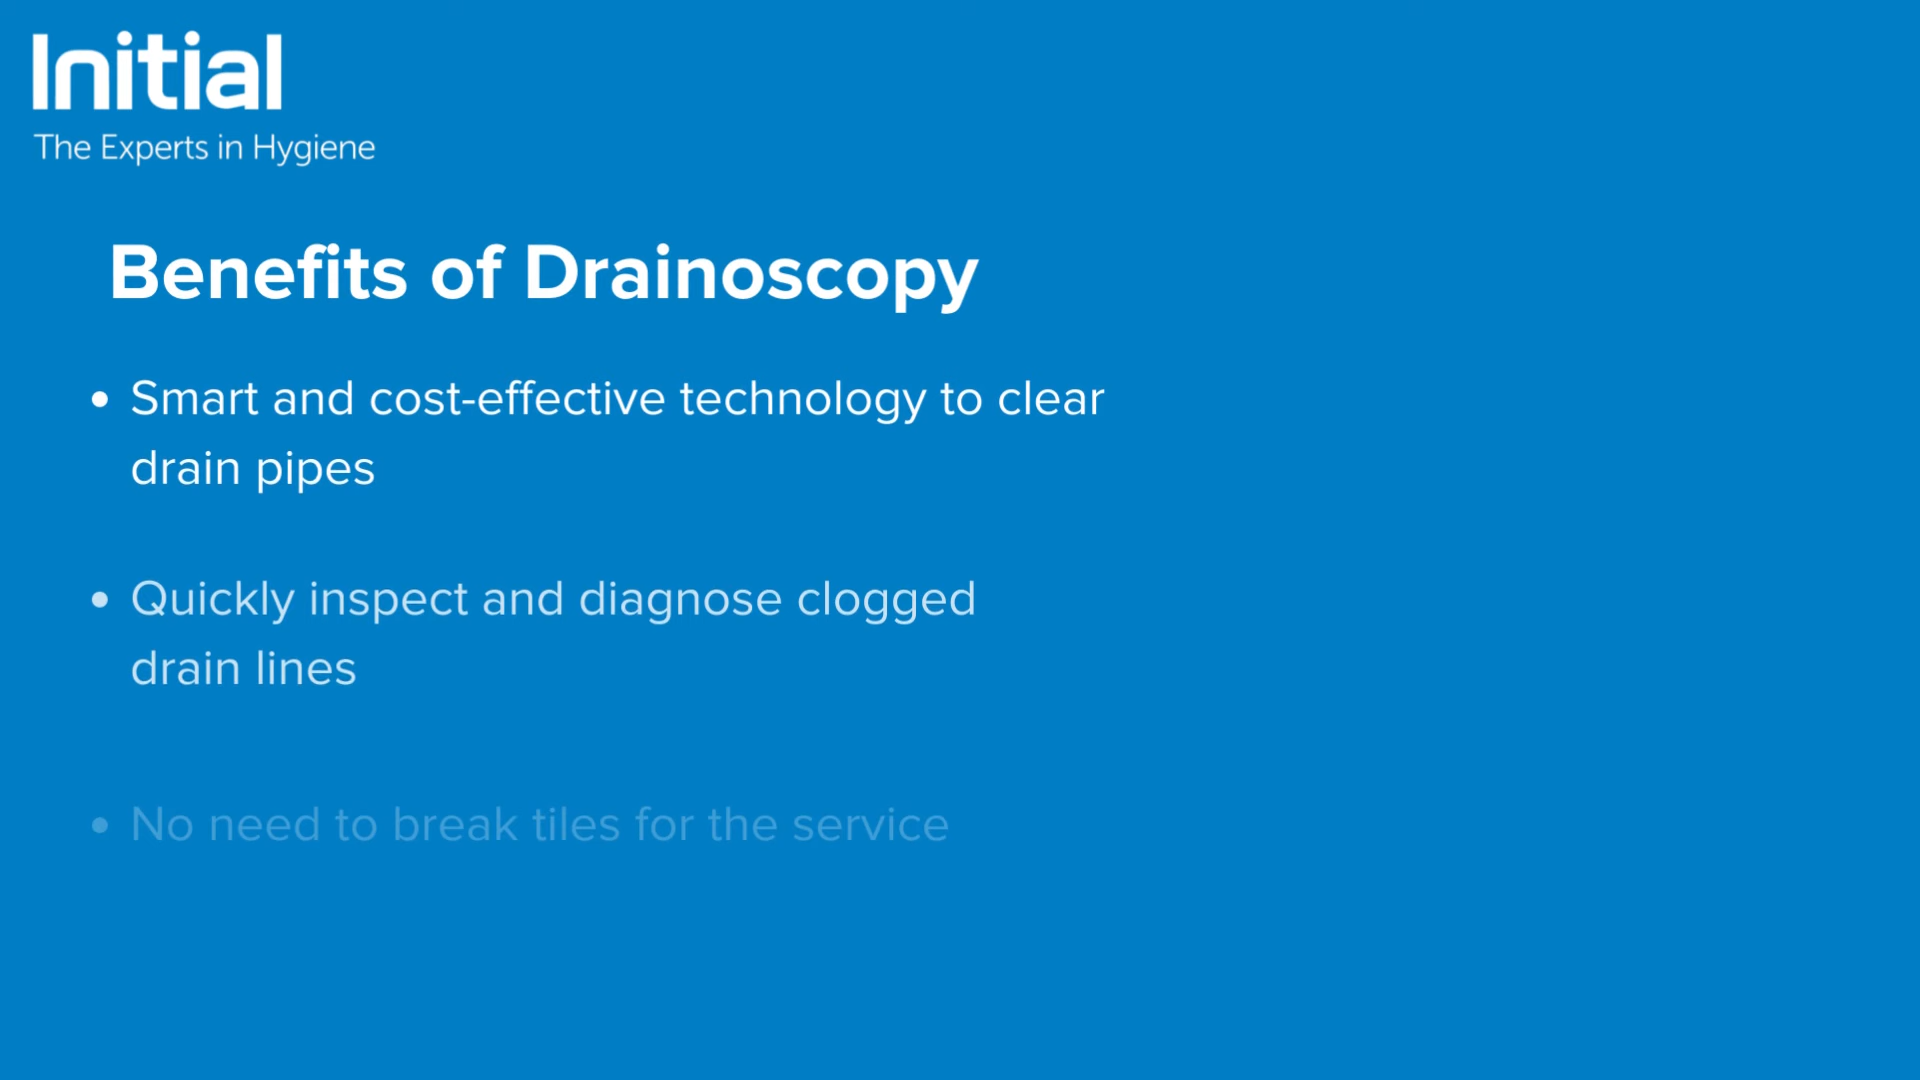 Initial
The Experts in Hygiene
Benefits of Drainoscopy
• Smart and cost-effective technology to clear
drain pipes
• Quickly inspect and diagnose clogged
drain lines
• No need to break tiles for the service